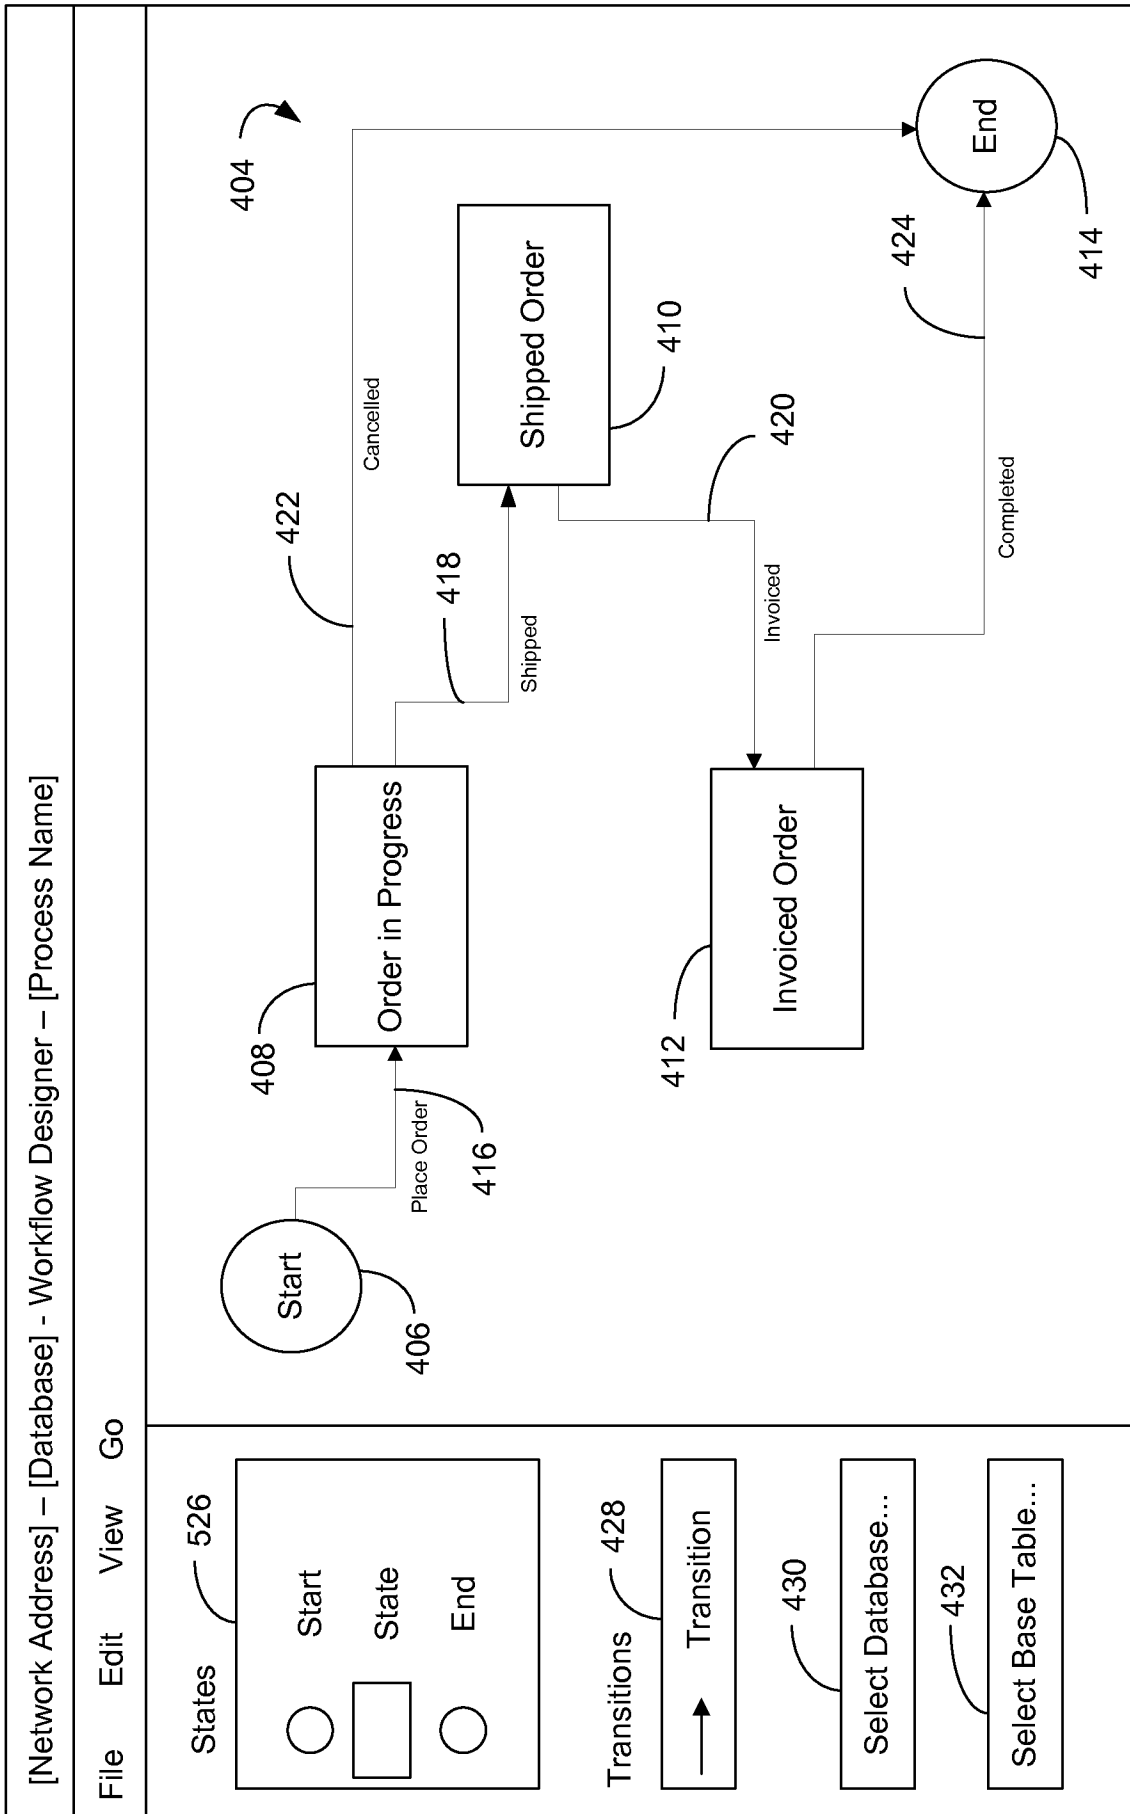 [Network Address] – [Database] - Workflow Designer – [Process Name]
File Edit View Go
States
526
Start
State
End
Transitions
428
Transition
430
Select Database...
432
Select Base Table...
404
Start
406
Place Order
416
408
Order in Progress
422
Cancelled
418
Shipped
Shipped Order
410
420
Invoiced
412
Invoiced Order
Completed
424
End
414